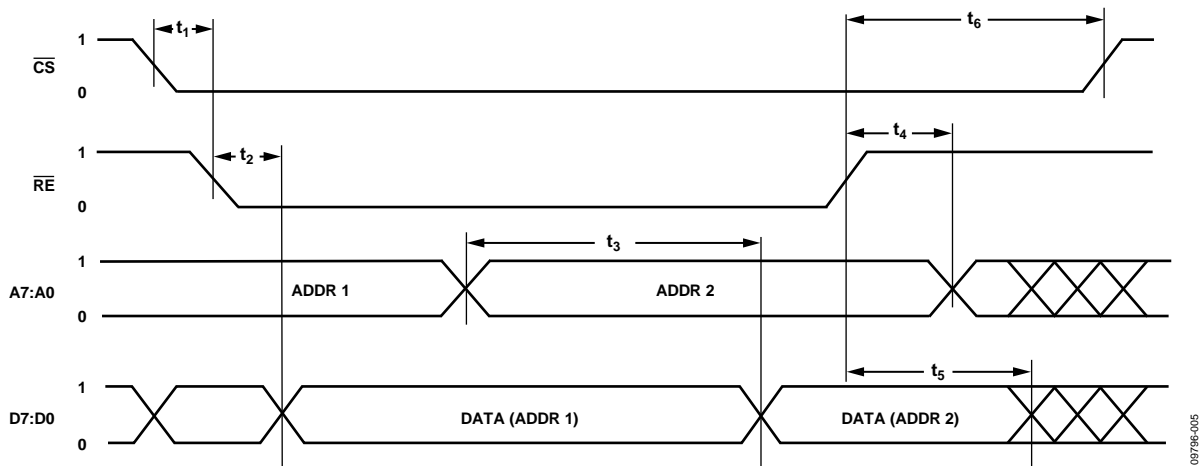 t1
t6
1
CS
0
t2
t4
1
RE
0
t3
1
A7:A0
ADDR 1
ADDR 2
0
t5
1
D7:D0
DATA (ADDR 1)
DATA (ADDR 2)
0
09796-005